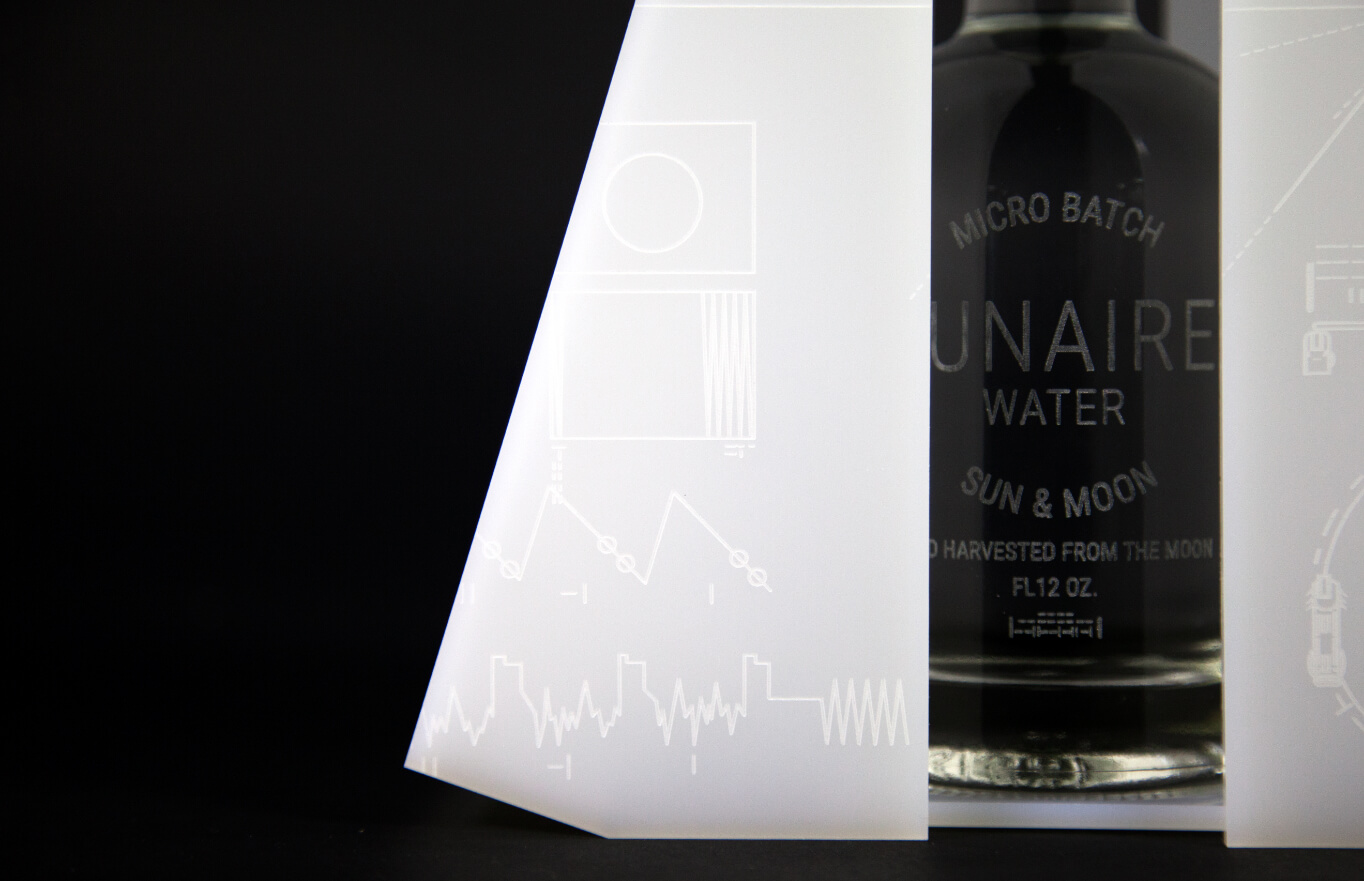 MICRO BATCH
UNAIRE
WATER
SUN & MOON
HARVESTED FROM THE MOON
FL12 OZ.